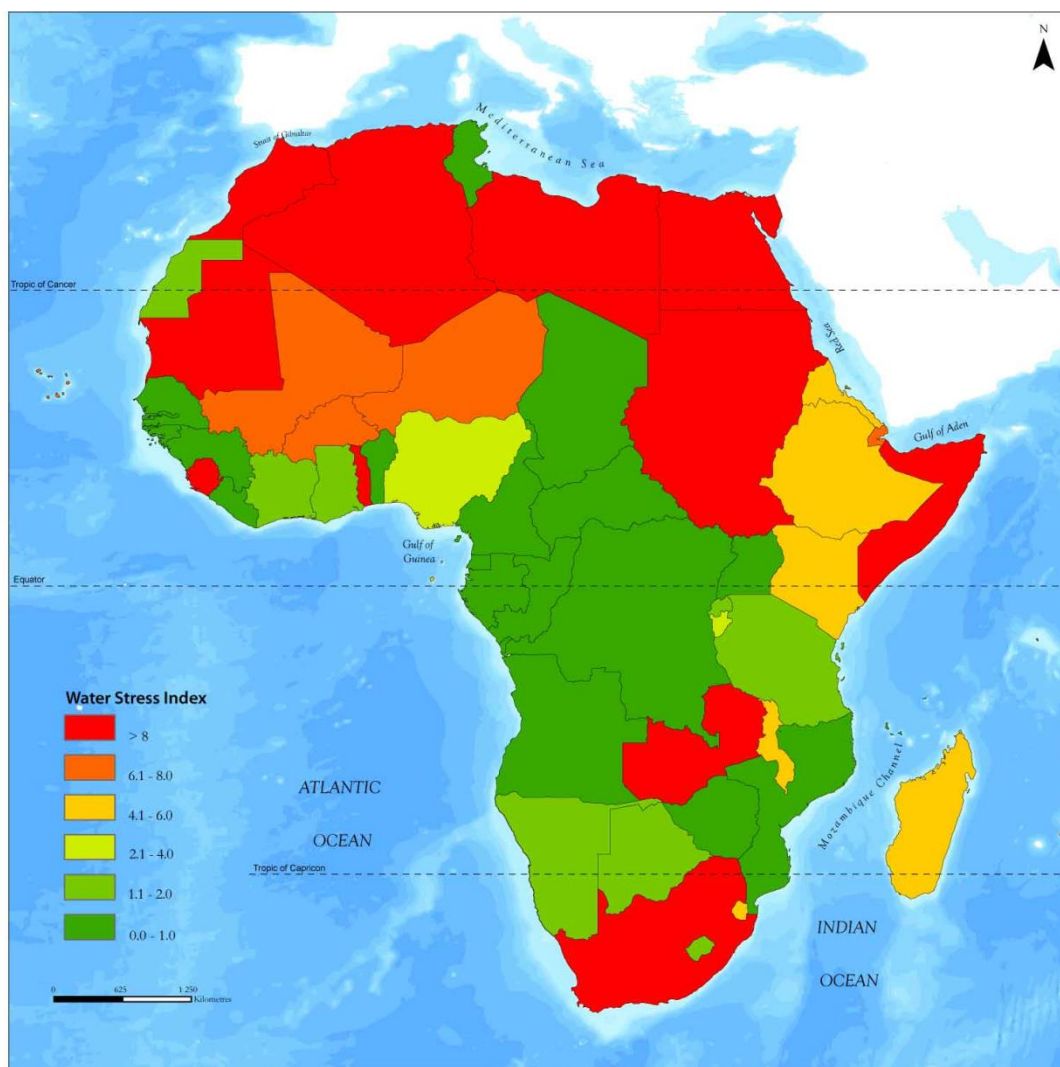 N
Mediterranean Sea
Strait of Gibraltar
Tropic of Cancer
Red Sea
Gulf of Aden
Gulf of
Guinea
Equator
Water Stress Index
> 8
6.1 - 8.0
4.1 - 6.0
2.1 - 4.0
1.1 - 2.0
0.0 - 1.0
ATLANTIC
OCEAN
Mozambique Channel
Tropic of Capricon
INDIAN
OCEAN
0 625 1 250
Kilometres